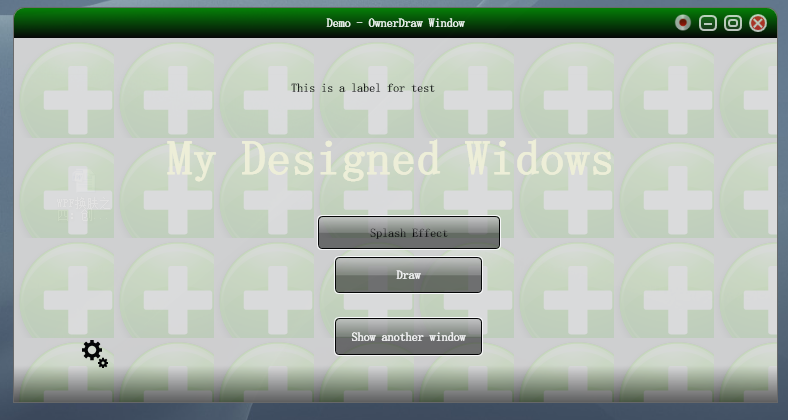 Demo - OwnerDraw Window
This is a label for test
My Designed Widows
Splash Effect
Draw
Show another window